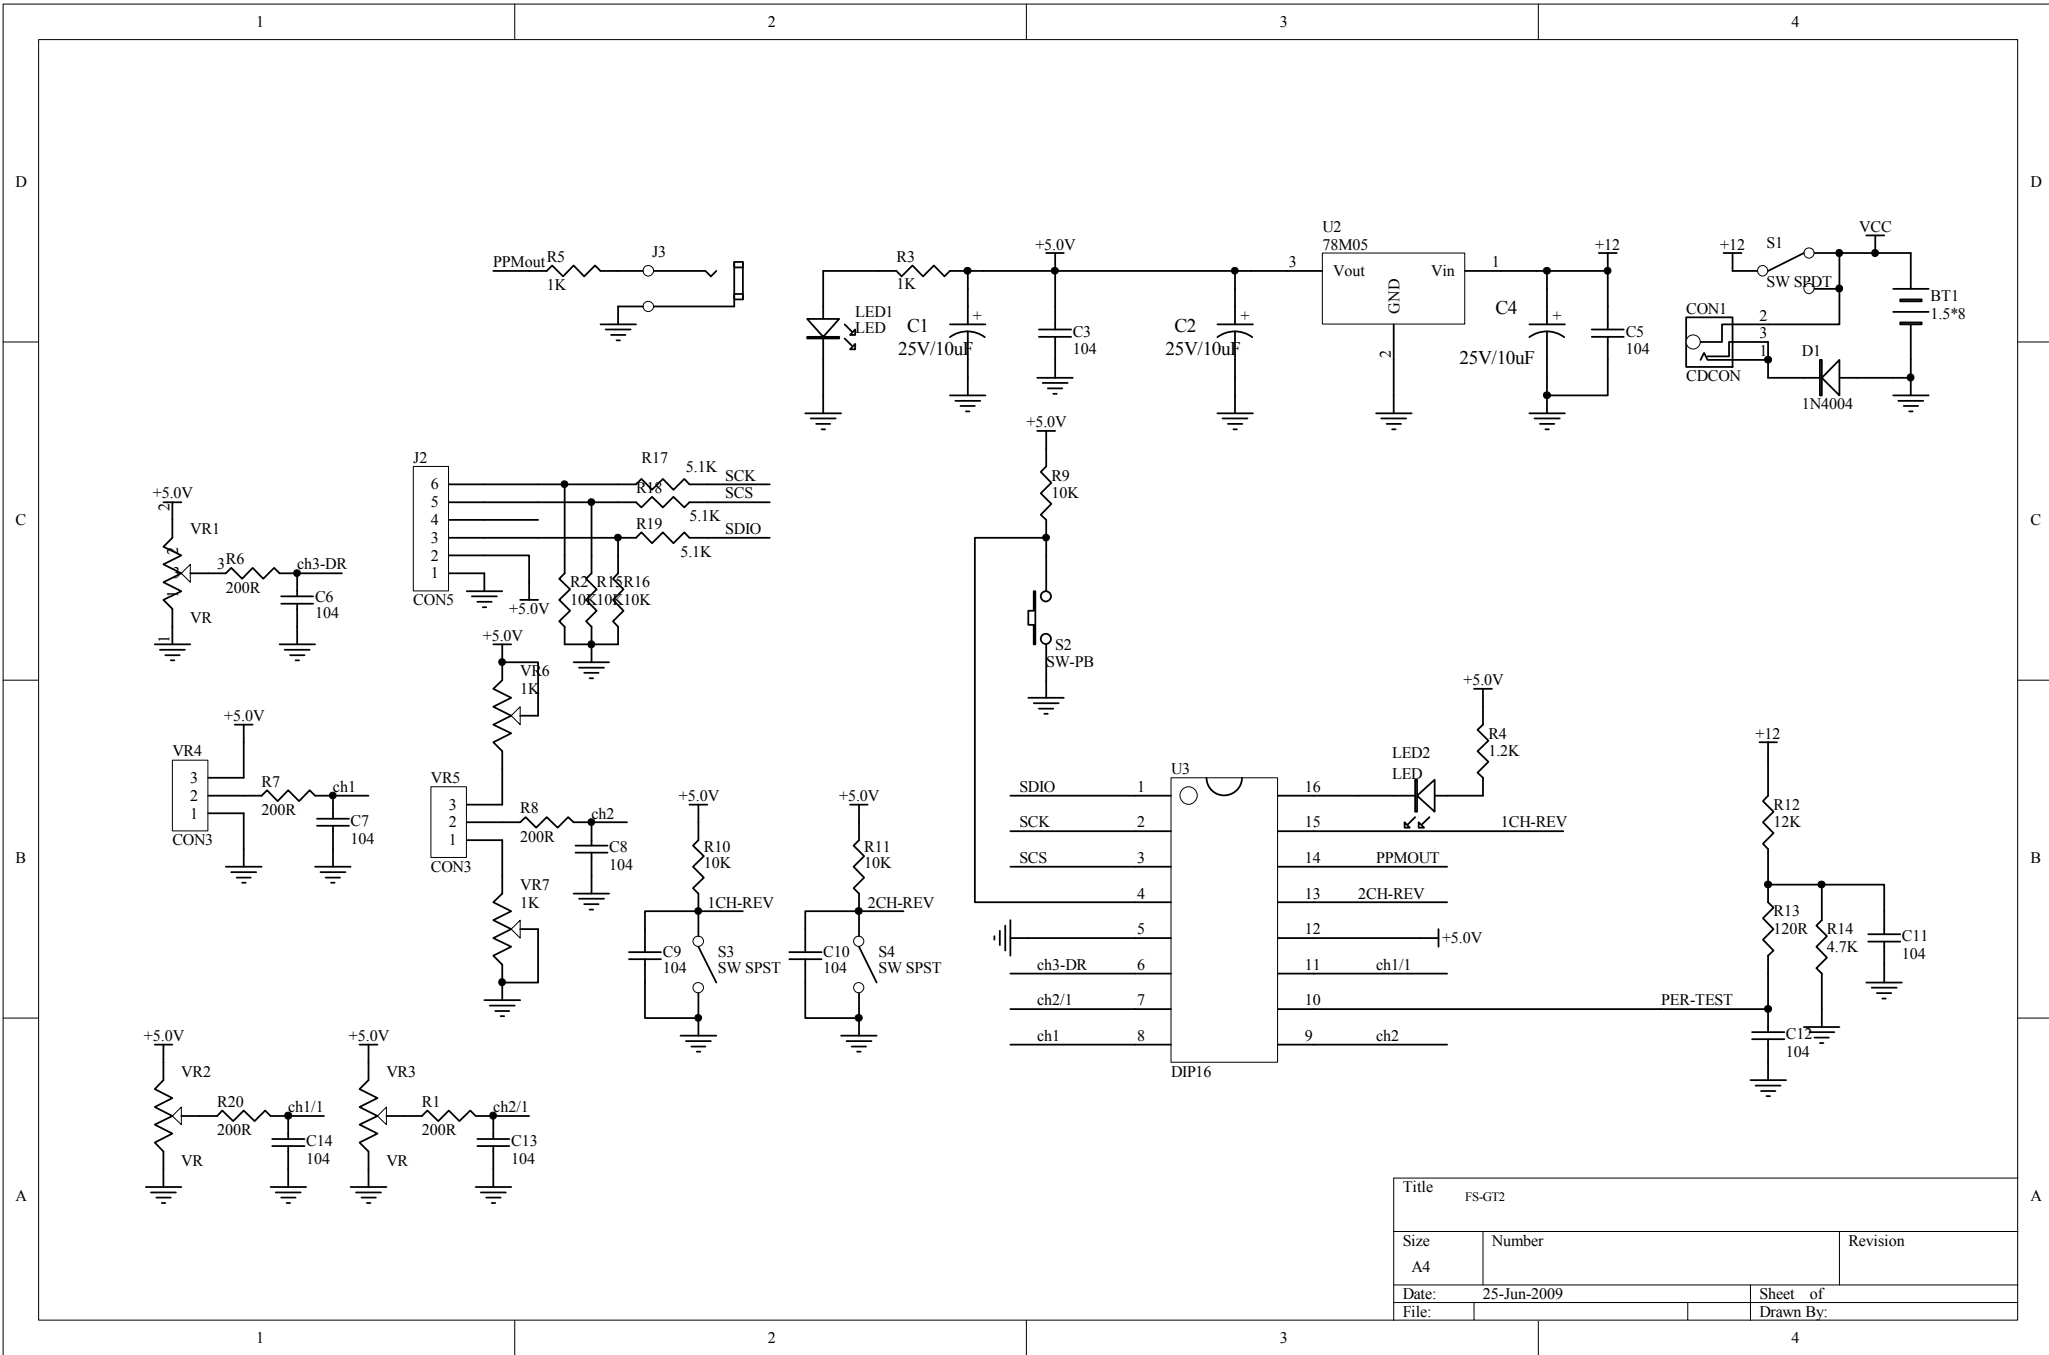 1 2 3 4
D D
C C
B B
A A
PPMout R5
1K
J3
LED1
LED
R3
1K
C1
+
25V/10uF
+5.0V
C3
104
C2
+
25V/10uF
U2
78M05
3 Vout Vin 1
GND
2
C4
+
25V/10uF
+12
C5
104
+12
S1
SW SPDT
VCC
BT1
1.5*8
CON1
2
3
1
CDCON
D1
1N4004
+5.0V
2
VR1
2
3
1
VR
1
3 R6
200R
ch3-DR
C6
104
J2
6
5
4
3
2
1
CON5
R17
5.1K SCK
R18
5.1K SCS
R19
5.1K SDIO
+5.0V
R2
10K
R15
10K
R16
10K
+5.0V
R9
10K
S2
SW-PB
+5.0V
VR4
3
2
1
CON3
R7
200R
ch1
C7
104
+5.0V
VR6
1K
VR5
3
2
1
CON3
R8
200R
ch2
C8
104
VR7
1K
+5.0V
R10
10K
1CH-REV
C9
104
S3
SW SPST
+5.0V
R11
10K
2CH-REV
C10
104
S4
SW SPST
U3
SDIO 1
SCK 2
SCS 3
4
5
ch3-DR 6
ch2/1 7
ch1 8
16
15 1CH-REV
14 PPMOUT
13 2CH-REV
12 +5.0V
11 ch1/1
10 PER-TEST
9 ch2
DIP16
LED2
LED
+5.0V
R4
1.2K
+12
R12
12K
R13
120R
R14
4.7K
C11
104
C12
104
+5.0V
VR2
VR
R20
200R
ch1/1
C14
104
+5.0V
VR3
VR
R1
200R
ch2/1
C13
104
Title FS-GT2
Size Number Revision
A4
Date: 25-Jun-2009 Sheet of
File: Drawn By:
1 2 3 4